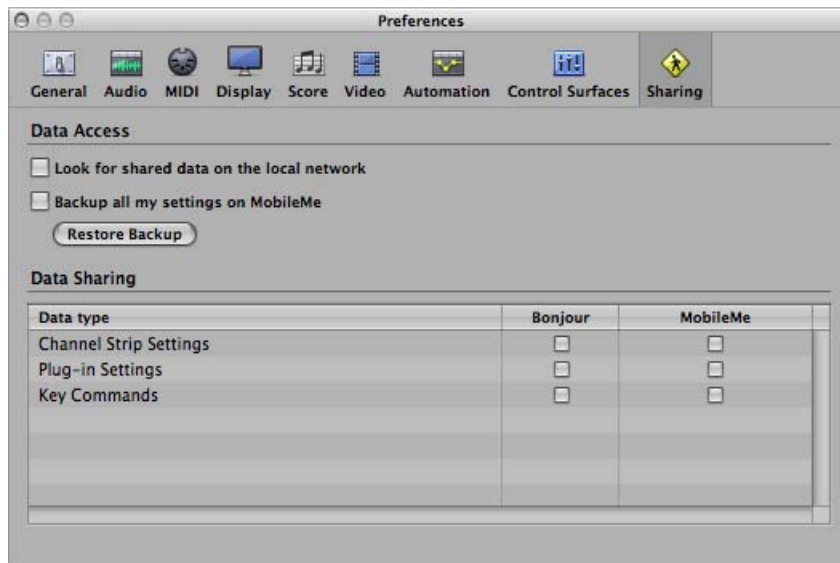 Preferences
General Audio MIDI Display Score Video Automation Control Surfaces Sharing
Data Access
Look for shared data on the local network
Backup all my settings on MobileMe
Restore Backup
Data Sharing
Data type Bonjour MobileMe
Channel Strip Settings
Plug-in Settings
Key Commands